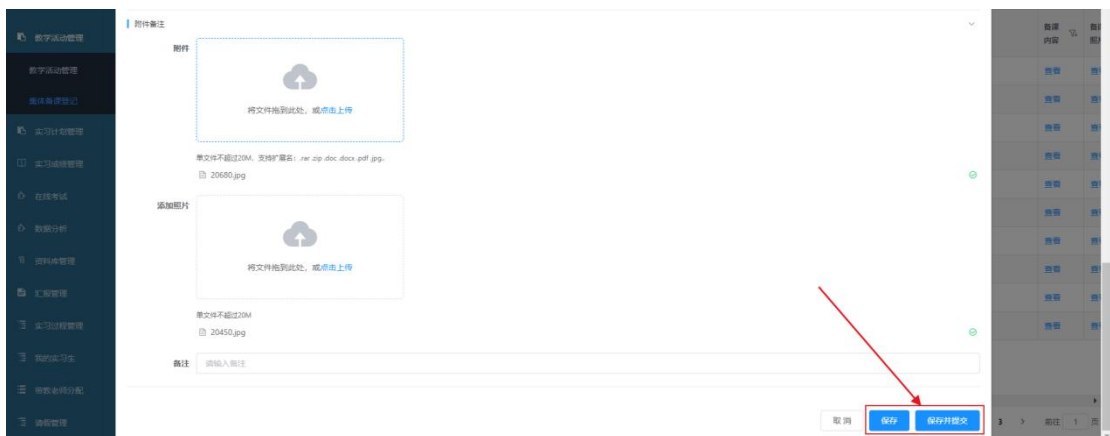 教学活动管理
教学活动管理
集体备课登记
实习计划管理
实习成绩管理
在线考试
数据分析
资料库管理
汇报管理
实习过程管理
我的实习生
带教老师分配
请假管理
附件备注
附件
将文件拖到此处，或点击上传
单文件不超过20M，支持扩展名：.rar .zip .doc .docx .pdf .jpg..
20680.jpg
添加照片
将文件拖到此处，或点击上传
单文件不超过20M
20450.jpg
备注 请输入备注
取消 保存 保存并提交
备课
内容
查看
查看
查看
查看
查看
查看
查看
查看
查看
查看
3 > 前往 1 页